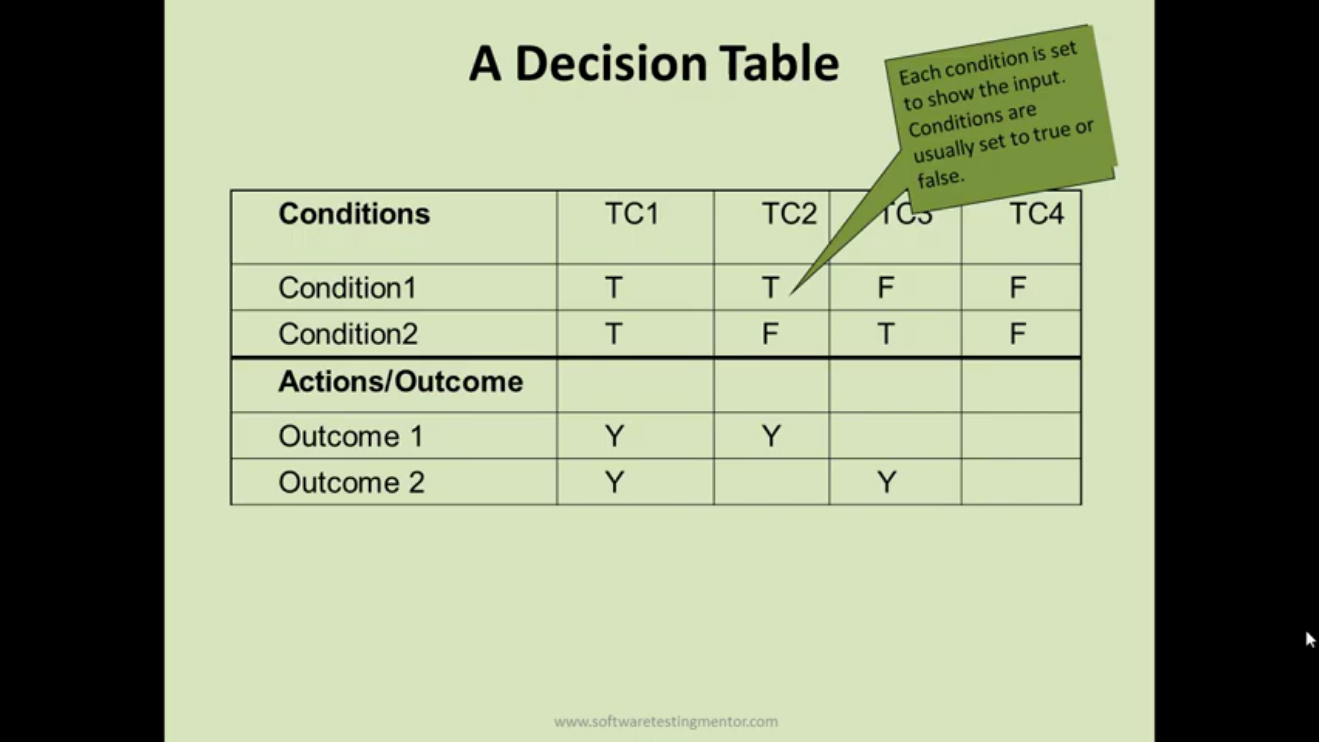 A Decision Table
Each condition is set
to show the input.
Conditions are
usually set to true or
false.
Conditions TC1 TC2 TC3 TC4
Condition1 T T F F
Condition2 T F T F
Actions/Outcome
Outcome 1 Y Y
Outcome 2 Y Y
www.softwaretestingmentor.com